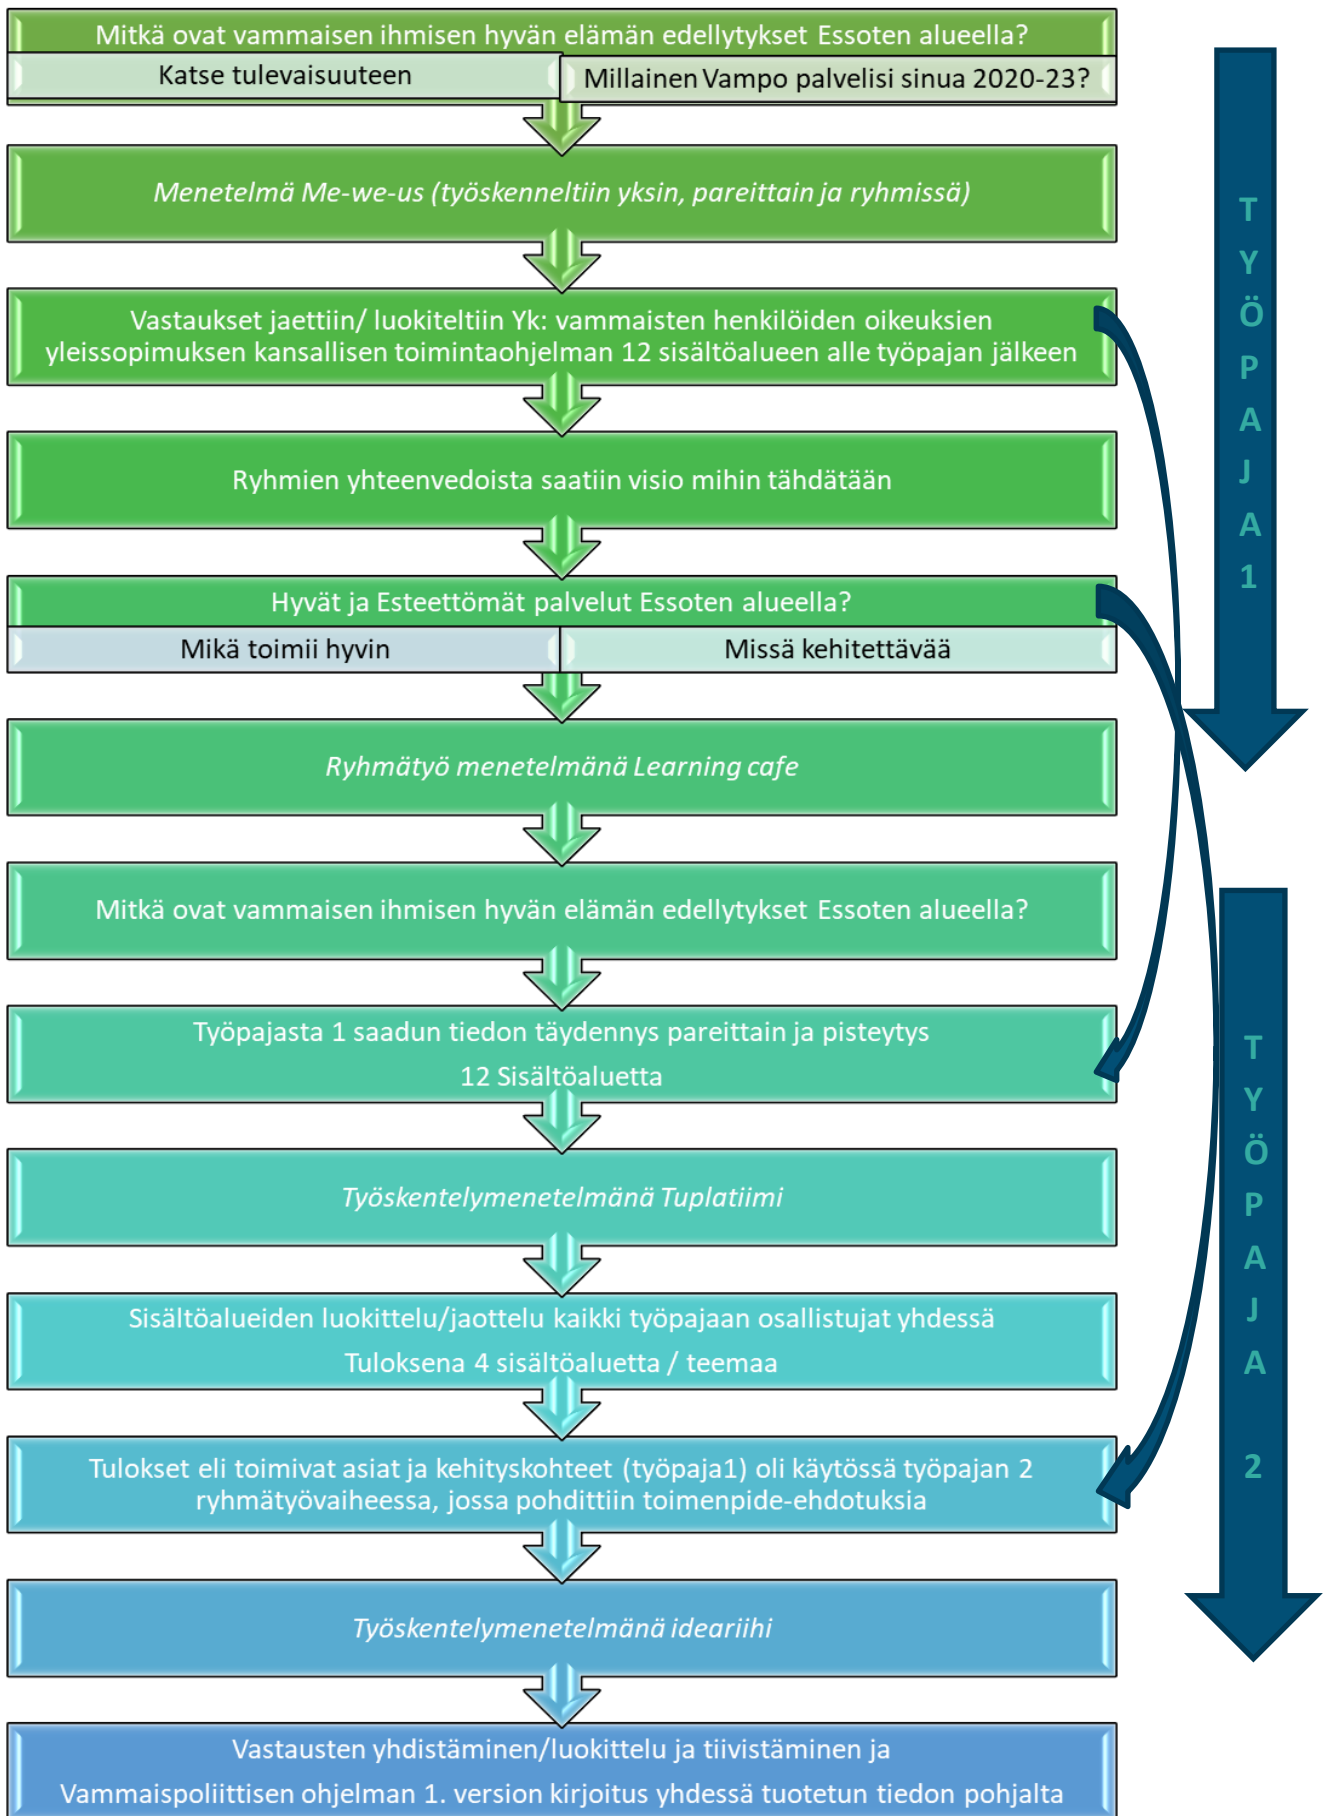 Mitkä ovat vammaisen ihmisen hyvän elämän edellytykset Essoten alueella?
Katse tulevaisuuteen
Millainen Vampo palvelisi sinua 2020-23?
Menetelmä Me-we-us (työskenneltiin yksin, pareittain ja ryhmissä)
Vastaukset jaettiin/ luokiteltiin Yk: vammaisten henkilöiden oikeuksien
yleissopimuksen kansallisen toimintaohjelman 12 sisältöalueen alle työpajan jälkeen
Ryhmien yhteenvedoista saatiin visio mihin tähdätään
Hyvät ja Esteettömät palvelut Essoten alueella?
Mikä toimii hyvin
Missä kehitettävää
Ryhmätyö menetelmänä Learning cafe
Mitkä ovat vammaisen ihmisen hyvän elämän edellytykset Essoten alueella?
Työpajasta 1 saadun tiedon täydennys pareittain ja pisteytys
12 Sisältöaluetta
Työskentelymenetelmänä Tuplatiimi
Sisältöalueiden luokittelu/jaottelu kaikki työpajaan osallistujat yhdessä
Tuloksena 4 sisältöaluetta / teemaa
Tulokset eli toimivat asiat ja kehityskohteet (työpaja1) oli käytössä työpajan 2
ryhmätyövaiheessa, jossa pohdittiin toimenpide-ehdotuksia
Työskentelymenetelmänä ideariihi
Vastausten yhdistäminen/luokittelu ja tiivistäminen ja
Vammaispoliittisen ohjelman 1. version kirjoitus yhdessä tuotetun tiedon pohjalta
T
Y
Ö
P
A
J
A
1
T
Y
Ö
P
A
J
A
2